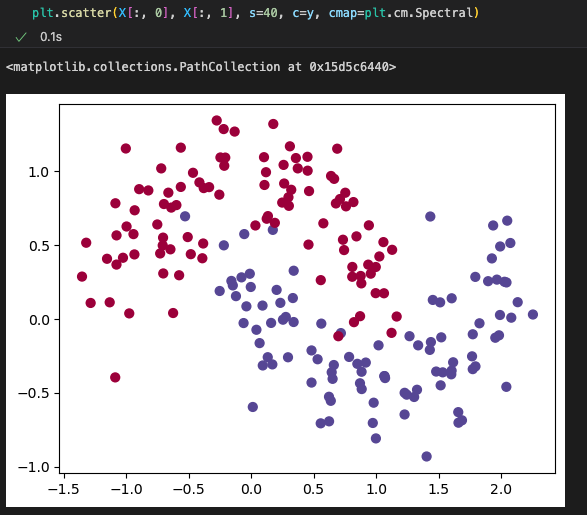 plt.scatter(X[:, 0], X[:, 1], s=40, c=y, cmap=plt.cm.Spectral)
✓ 0.1s
<matplotlib.collections.PathCollection at 0x15d5c6440>
1.0
0.5
0.0
−0.5
−1.0
−1.5 −1.0 −0.5 0.0 0.5 1.0 1.5 2.0